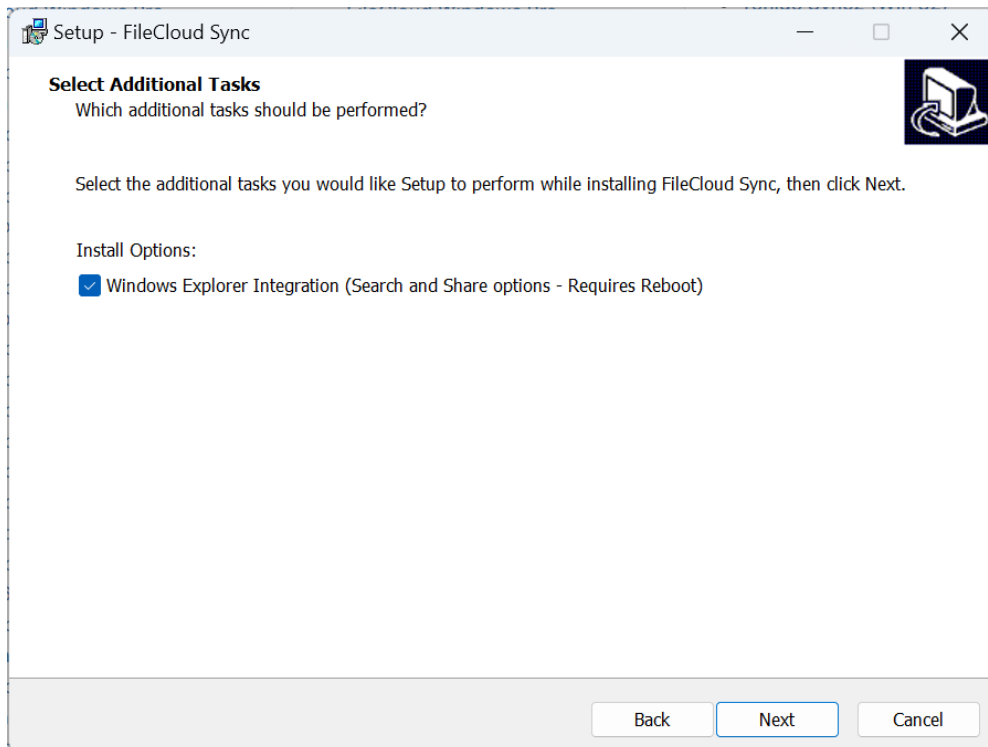 Setup - FileCloud Sync
Select Additional Tasks
Which additional tasks should be performed?
Select the additional tasks you would like Setup to perform while installing FileCloud Sync, then click Next.
Install Options:
Windows Explorer Integration (Search and Share options - Requires Reboot)
Back
Next
Cancel